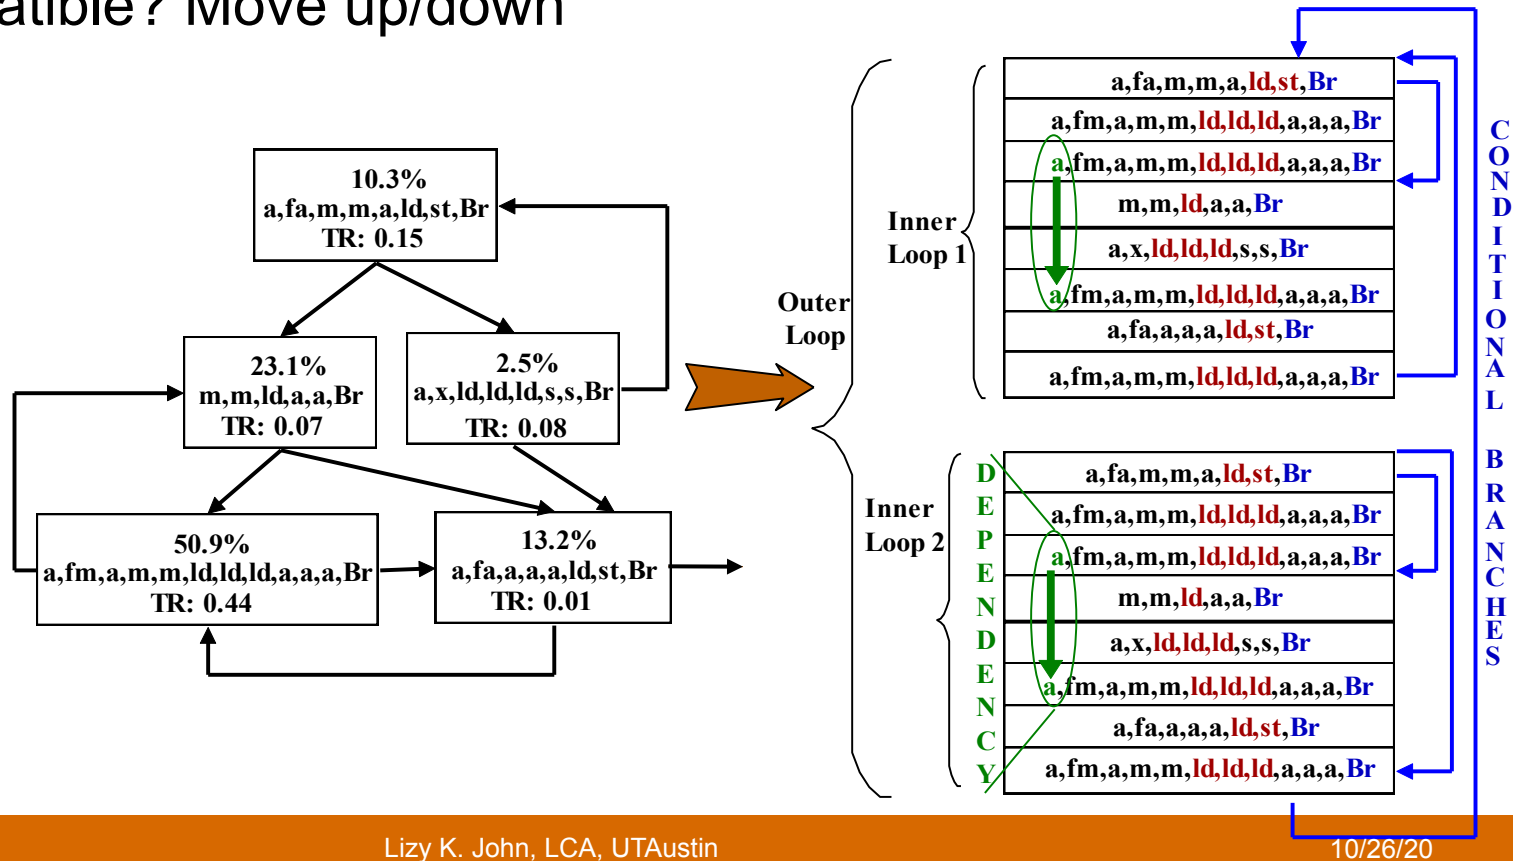 atible? Move up/down
10.3%
a,fa,m,m,a,ld,st,Br
TR: 0.15
23.1%
m,m,ld,a,a,Br
TR: 0.07
2.5%
a,x,ld,ld,ld,s,s,Br
TR: 0.08
50.9%
a,fm,a,m,m,ld,ld,ld,a,a,a,Br
TR: 0.44
13.2%
a,fa,a,a,a,ld,st,Br
TR: 0.01
Outer
Loop
Inner
Loop 1
a,fa,m,m,a,ld,st,Br
a,fm,a,m,m,ld,ld,ld,a,a,a,Br
a,fm,a,m,m,ld,ld,ld,a,a,a,Br
m,m,ld,a,a,Br
a,x,ld,ld,ld,s,s,Br
a,fm,a,m,m,ld,ld,ld,a,a,a,Br
a,fa,a,a,a,ld,st,Br
a,fm,a,m,m,ld,ld,ld,a,a,a,Br
Inner
Loop 2
DEPENDENCY
a,fa,m,m,a,ld,st,Br
a,fm,a,m,m,ld,ld,ld,a,a,a,Br
a,fm,a,m,m,ld,ld,ld,a,a,a,Br
m,m,ld,a,a,Br
a,x,ld,ld,ld,s,s,Br
a,fm,a,m,m,ld,ld,ld,a,a,a,Br
a,fa,a,a,a,ld,st,Br
a,fm,a,m,m,ld,ld,ld,a,a,a,Br
CONDITIONAL BRANCHES
Lizy K. John, LCA, UTAustin
10/26/20